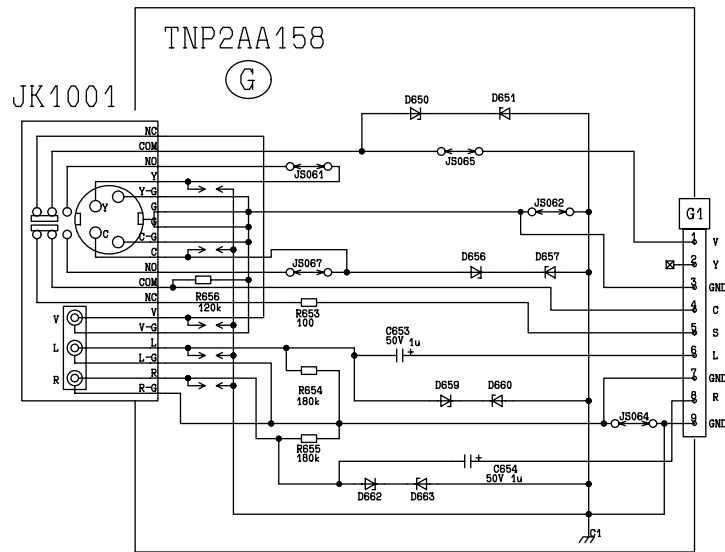 TNP2AA158
G
JK1001
D650
D651
NC
COM
JS065
NO
Y
JS061
Y-G
G
JS062
G1
Y
G
C-G
1
V
C
C
2
Y
NO
D656
D657
JS067
3
GND
COM
R656
120k
4
C
NC
R653
100
V
V
5
S
V-G
C653
50V 1u
+
L
L
6
L
L-G
7
GND
R
R
R654
180k
D659
D660
8
R
R-G
JS064
9
GND
R655
180k
+
C654
50V 1u
D662
D663
C1